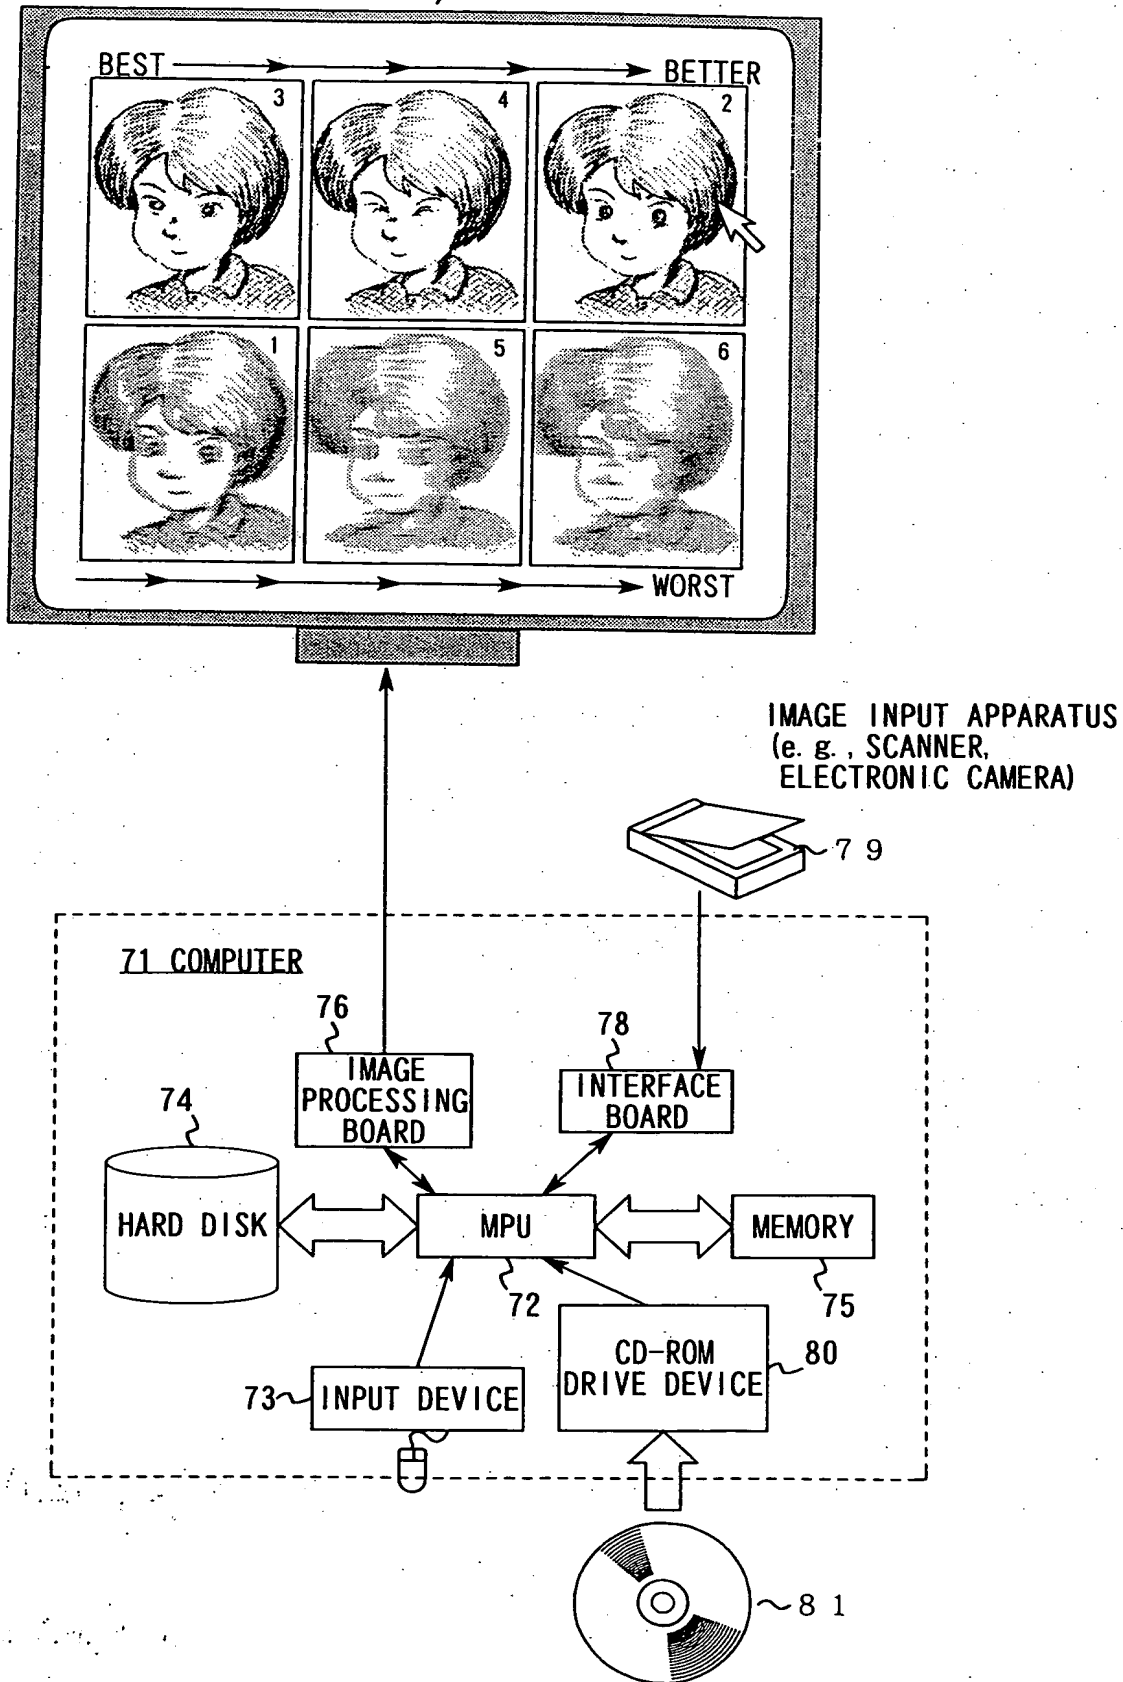 BEST BETTER
3 4 2
1 5 6
WORST
IMAGE INPUT APPARATUS
(e. g. , SCANNER,
ELECTRONIC CAMERA)
7 9
71 COMPUTER
76
78
IMAGE
PROCESSING
BOARD
INTERFACE
BOARD
74
HARD DISK
MPU
MEMORY
72
75
CD-ROM
DRIVE DEVICE
80
73
INPUT DEVICE
8 1